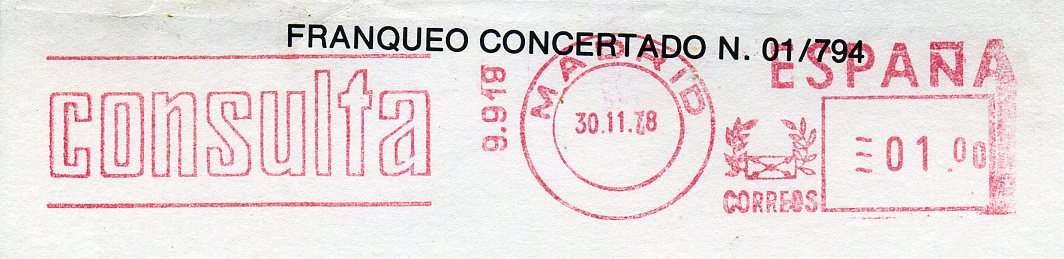 FRANQUEO CONCERTADO N. 01/794
consulta
9.918
MADRID
30.11.78
ESPAÑA
CORREOS
01.00